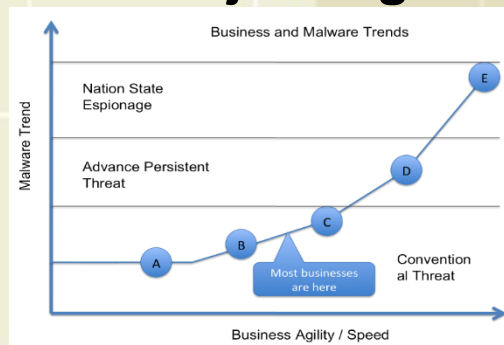 Business and Malware Trends
E
Nation State
Espionage
Malware Trend
Advance Persistent
Threat
D
C
B
A
Most businesses
are here
Convention
al Threat
Business Agility / Speed